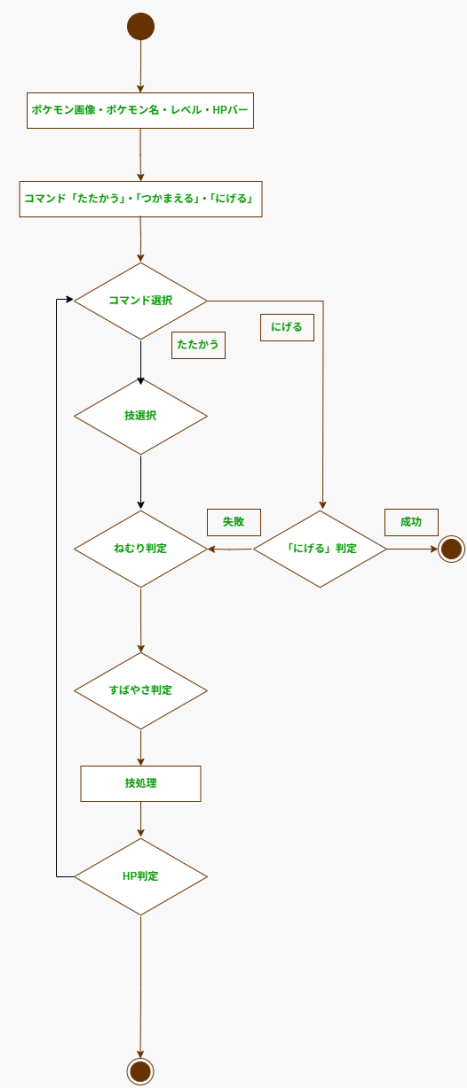 ポケモン画像・ポケモン名・レベル・HPバー
コマンド「たたかう」・「つかまえる」・「にげる」
コマンド選択
にげる
たたかう
技選択
失敗
成功
ねむり判定
「にげる」判定
すばやさ判定
技処理
HP判定